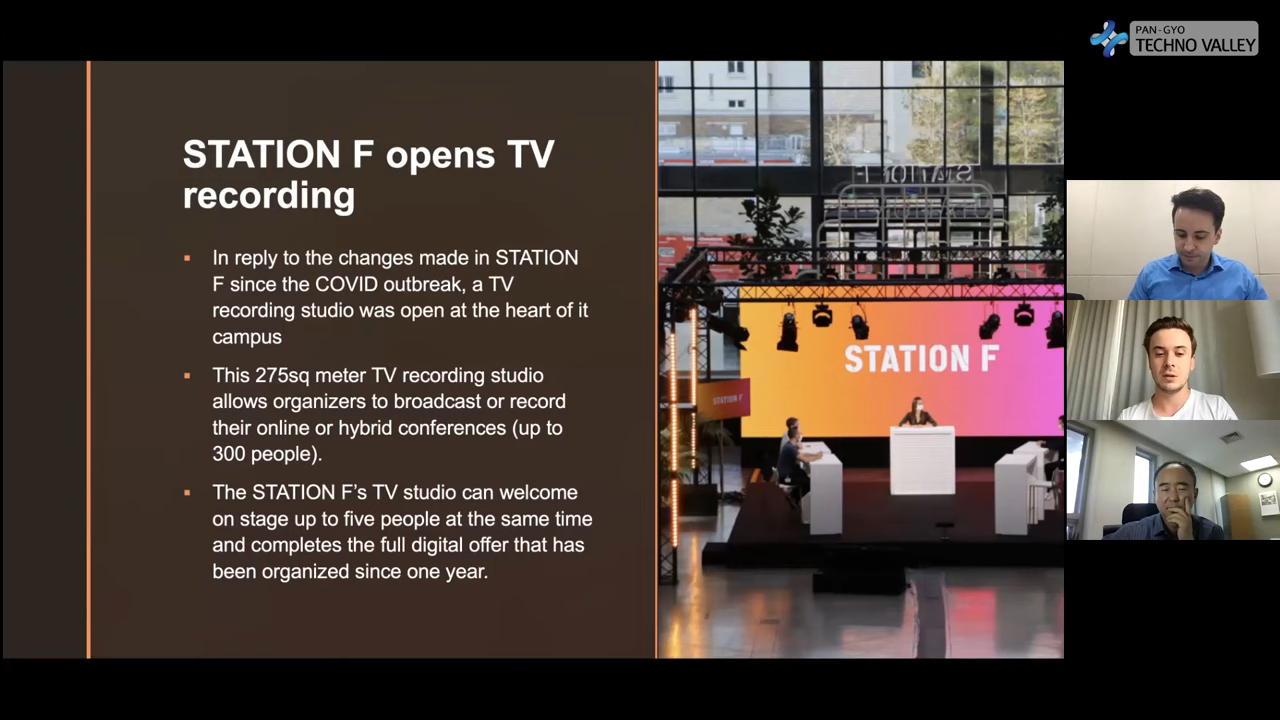 PAN-GYO
TECHNO VALLEY
STATION F opens TV
recording
▪ In reply to the changes made in STATION
F since the COVID outbreak, a TV
recording studio was open at the heart of it
campus
▪ This 275sq meter TV recording studio
allows organizers to broadcast or record
their online or hybrid conferences (up to
300 people).
▪ The STATION F’s TV studio can welcome
on stage up to five people at the same time
and completes the full digital offer that has
been organized since one year.
STATION F
STATION F
STATION F